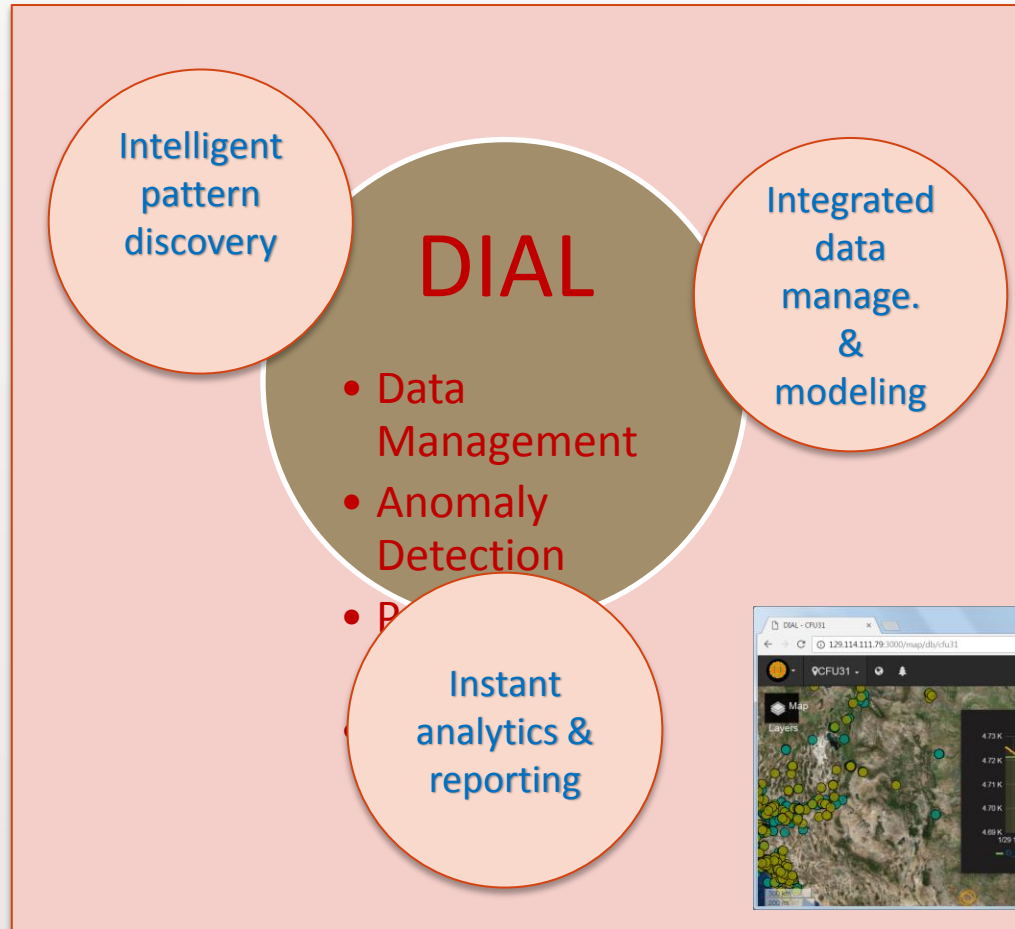 Intelligent
pattern
discovery
DIAL
Integrated
data
manage.
&
modeling
• Data
Management
• Anomaly
Detection
• P
Instant
analytics &
reporting
DIAL - CFU31
129.114.111.79:3000/map/db/cfu31
CFU31
Map
Layers
4.73 K
4.72 K
4.71 K
4.70 K
4.69 K